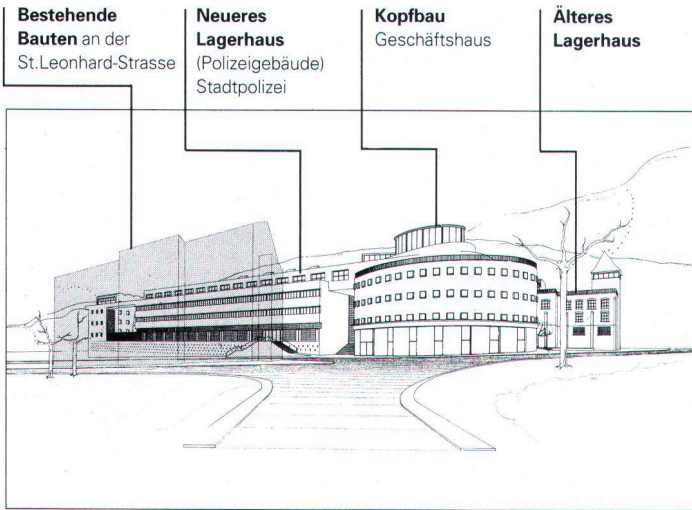 Bestehende
Bauten an der
St.Leonhard-Strasse
Neueres
Lagerhaus
(Polizeigebäude)
Stadtpolizei
Kopfbau
Geschäftshaus
Älteres
Lagerhaus